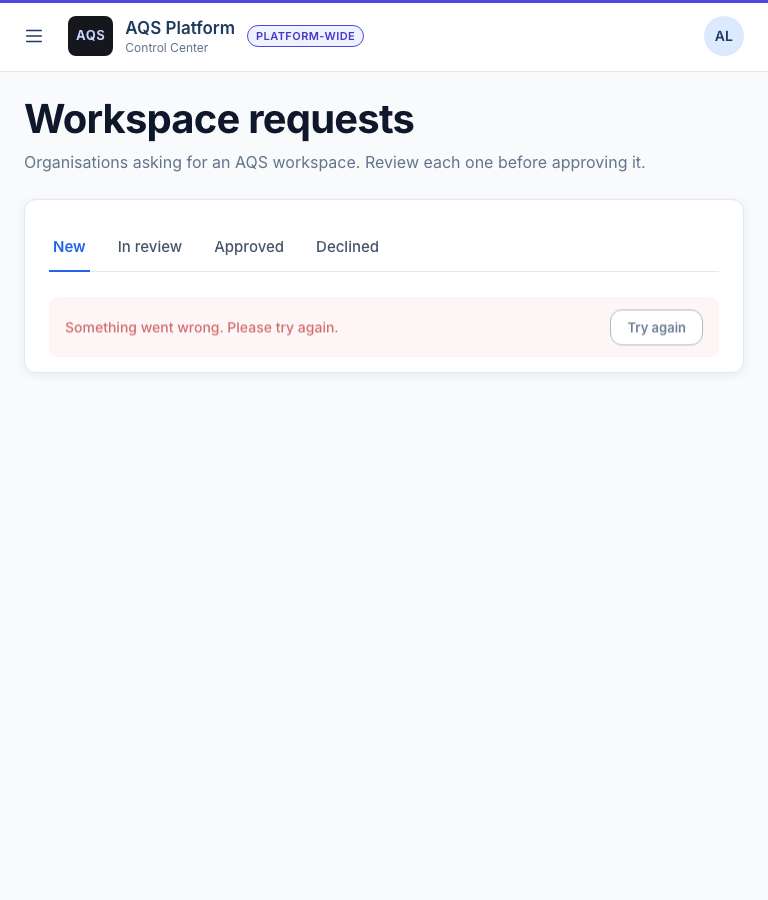 AQS
AQS Platform
Control Center
PLATFORM-WIDE
AL
Workspace requests
Organisations asking for an AQS workspace. Review each one before approving it.
New
In review
Approved
Declined
Something went wrong. Please try again.
Try again